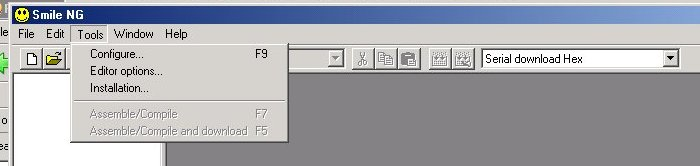 Smile NG
File Edit Tools Window Help
Configure... F9
Editor options...
Installation...
Assemble/Compile F7
Assemble/Compile and download F5
Serial download Hex